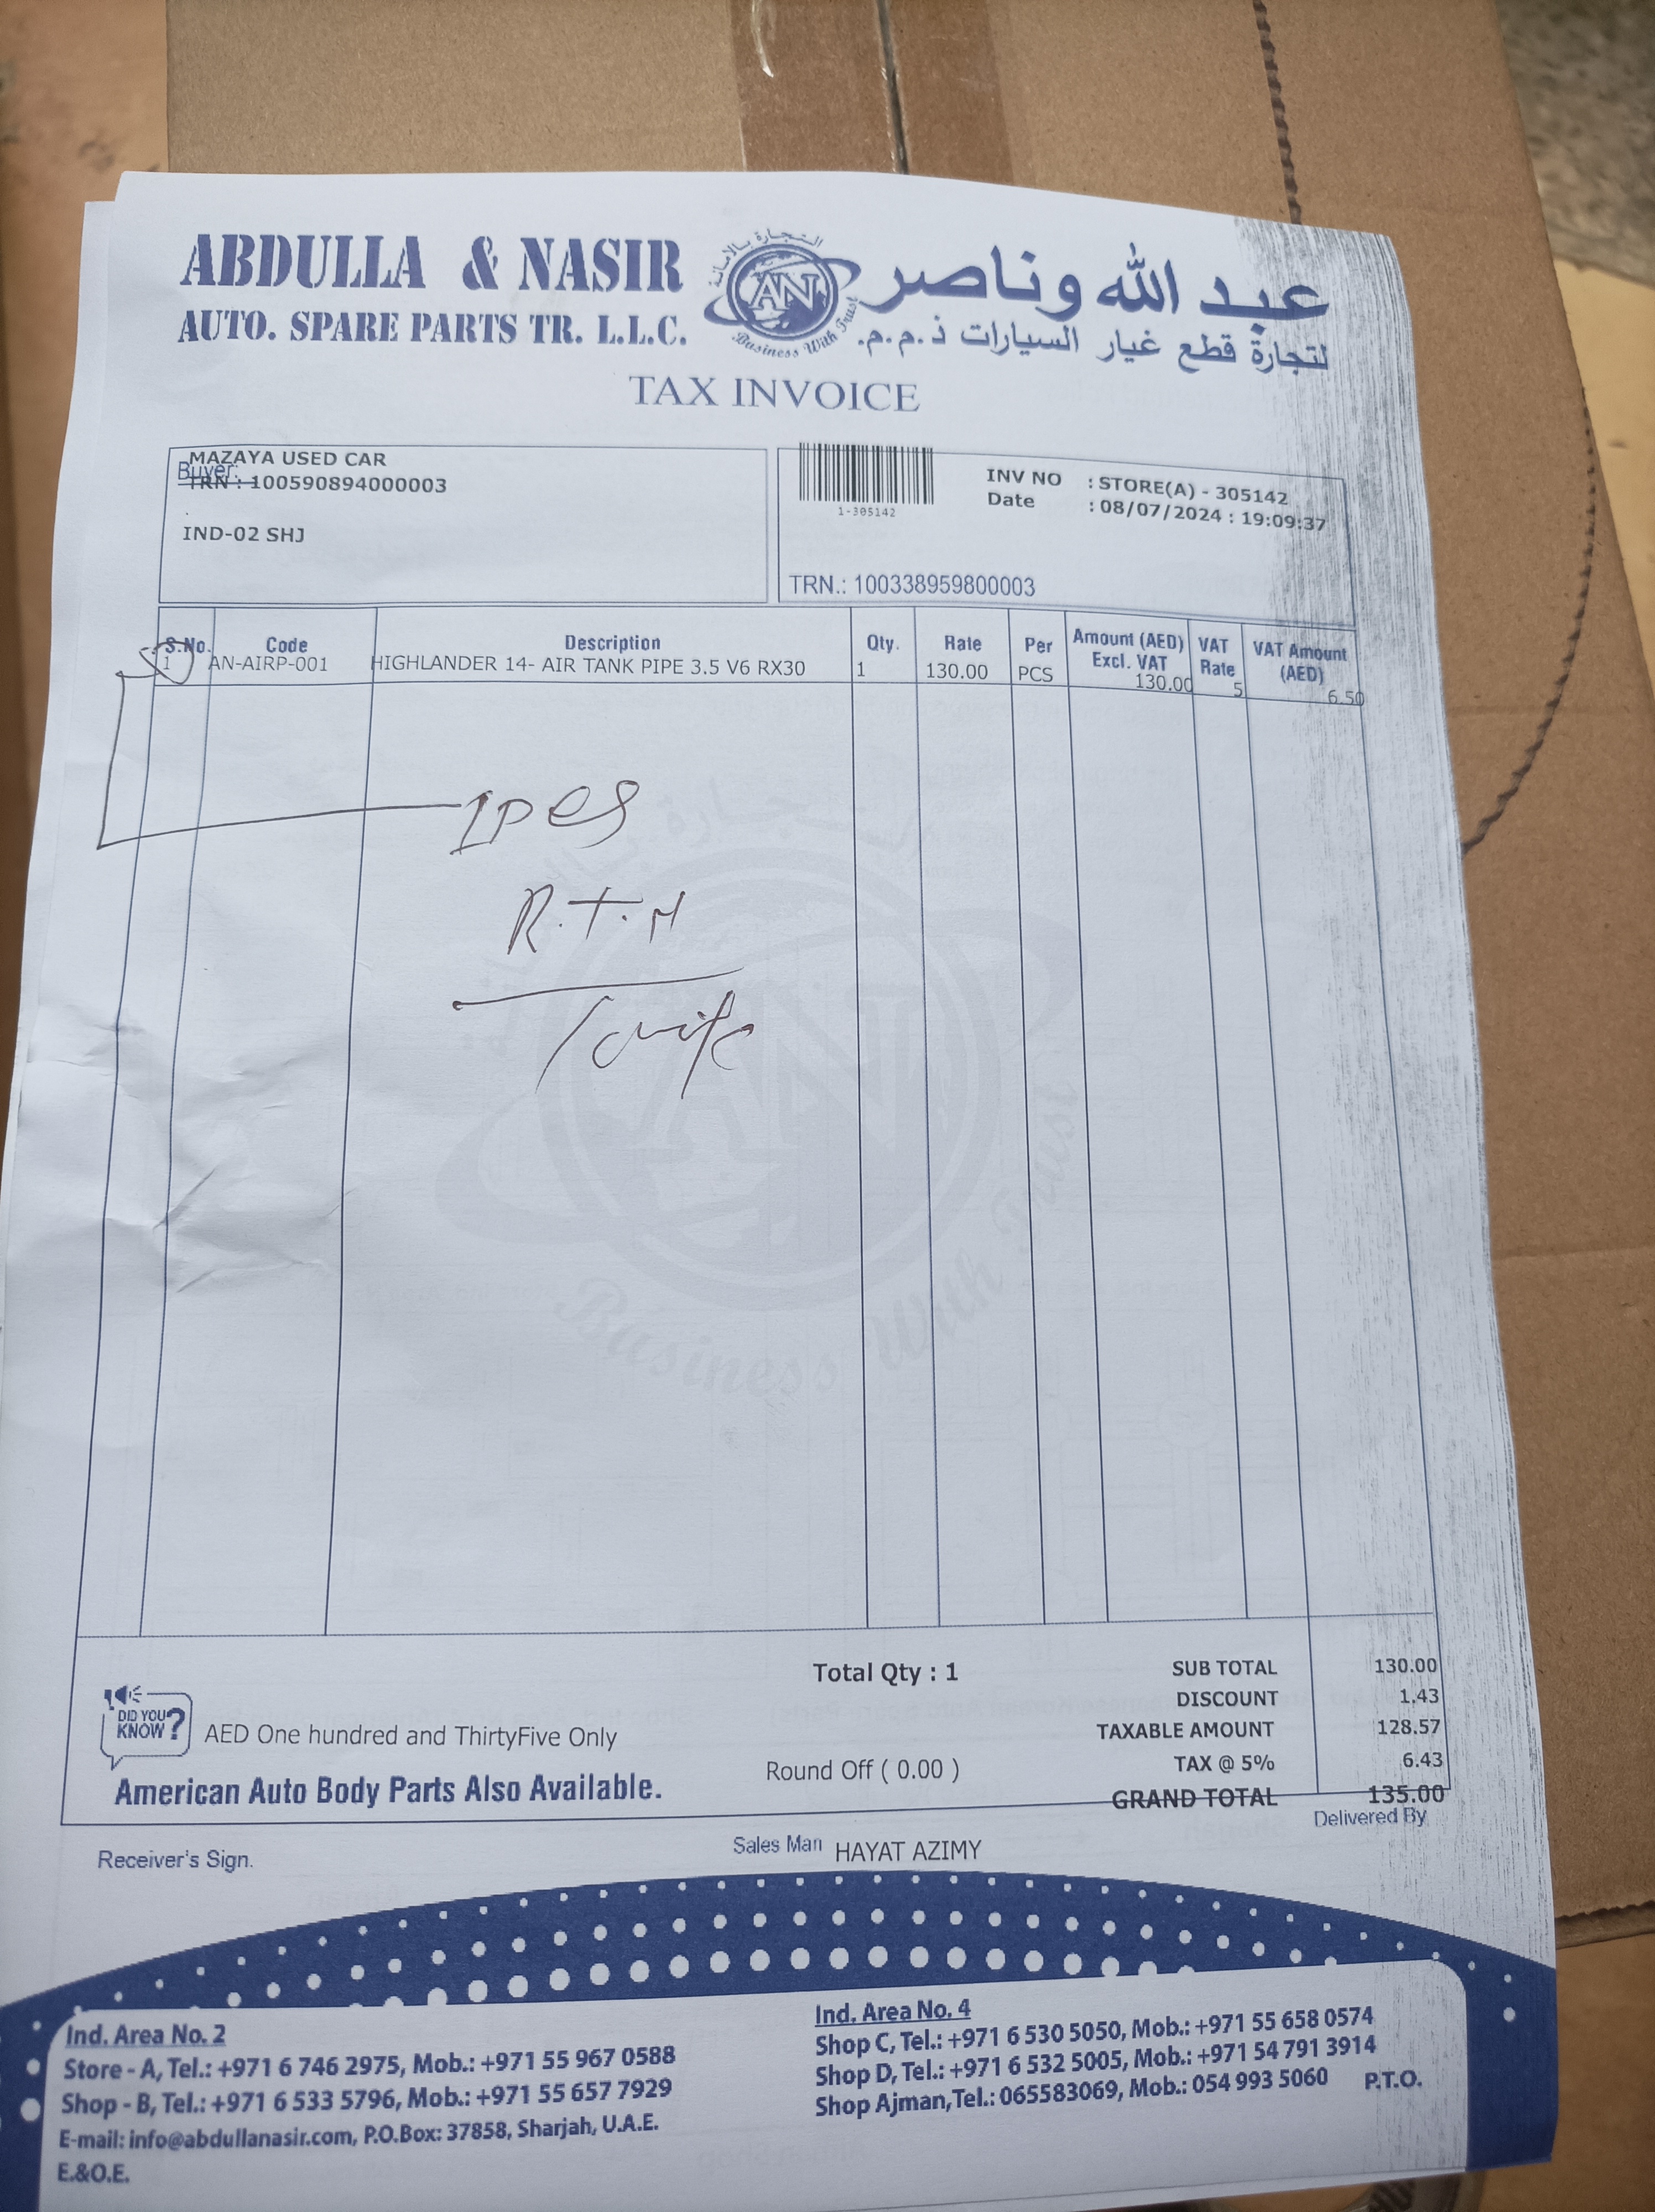 ABDULLA & NASIR
AUTO. SPARE PARTS TR. L.L.C.
التجارة بالأمانة
AN
Business With Trust
عبد الله وناصر
لتجارة قطع غيار السيارات ذ.م.م.
TAX INVOICE
Buyer:
MAZAYA USED CAR
TRN : 100590894000003
.
IND-02 SHJ
1-305142
INV NO : STORE(A) - 305142
Date : 08/07/2024 : 19:09:37
TRN.: 100338959800003
S.No. Code Description Qty. Rate Per Amount (AED) Excl. VAT VAT Rate VAT Amount (AED)
1 AN-AIRP-001 HIGHLANDER 14- AIR TANK PIPE 3.5 V6 RX30 1 130.00 PCS 130.00 5 6.50
1pes
R.T.N
AN
Business With Trust
Total Qty : 1
SUB TOTAL 130.00
DISCOUNT 1.43
TAXABLE AMOUNT 128.57
TAX @ 5% 6.43
GRAND TOTAL 135.00
DID YOU KNOW?
AED One hundred and ThirtyFive Only
Round Off ( 0.00 )
American Auto Body Parts Also Available.
Delivered By
Receiver's Sign.
Sales Man HAYAT AZIMY
Ind. Area No. 2
Store - A, Tel.: +971 6 746 2975, Mob.: +971 55 967 0588
Shop - B, Tel.: +971 6 533 5796, Mob.: +971 55 657 7929
E-mail: info@abdullanasir.com, P.O.Box: 37858, Sharjah, U.A.E.
E.&O.E.
Ind. Area No. 4
Shop C, Tel.: +971 6 530 5050, Mob.: +971 55 658 0574
Shop D, Tel.: +971 6 532 5005, Mob.: +971 54 791 3914
Shop Ajman, Tel.: 065583069, Mob.: 054 993 5060
P.T.O.